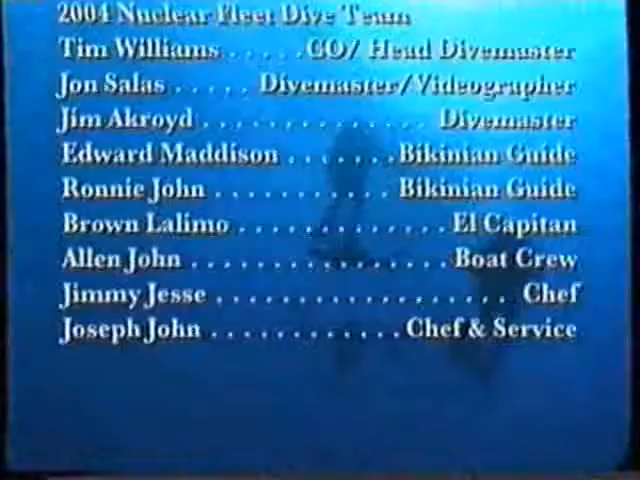 2004 Nuclear Fleet Dive Team
Tim Williams . . . . . GO/ Head Divemaster
Jon Salas . . . . . Divemaster/Videographer
Jim Akroyd . . . . . . . . . . . . . . Divemaster
Edward Maddison . . . . . . . Bikinian Guide
Ronnie John . . . . . . . . . . . Bikinian Guide
Brown Lalimo . . . . . . . . . . . . . El Capitan
Allen John . . . . . . . . . . . . . . . . Boat Crew
Jimmy Jesse . . . . . . . . . . . . . . . . . . Chef
Joseph John . . . . . . . . . . . . Chef & Service